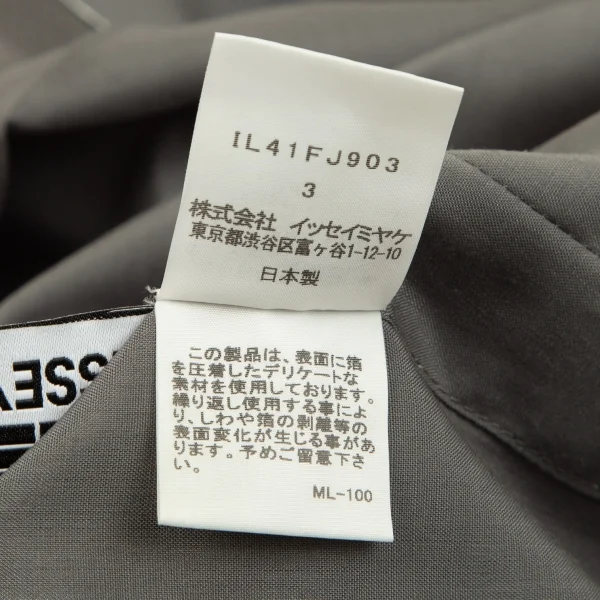 IL41FJ903
3
株式会社 イッセイミヤケ
東京都渋谷区富ヶ谷1-12-10
日本製
この製品は、表面に箔
を圧着したデリケートな
素材を使用しております。
繰り返し使用する事によ
り、しわや箔の剥離等の
表面変化が生じる事があ
ります。予めご留意下さ
い。
ML-100
ISSEY